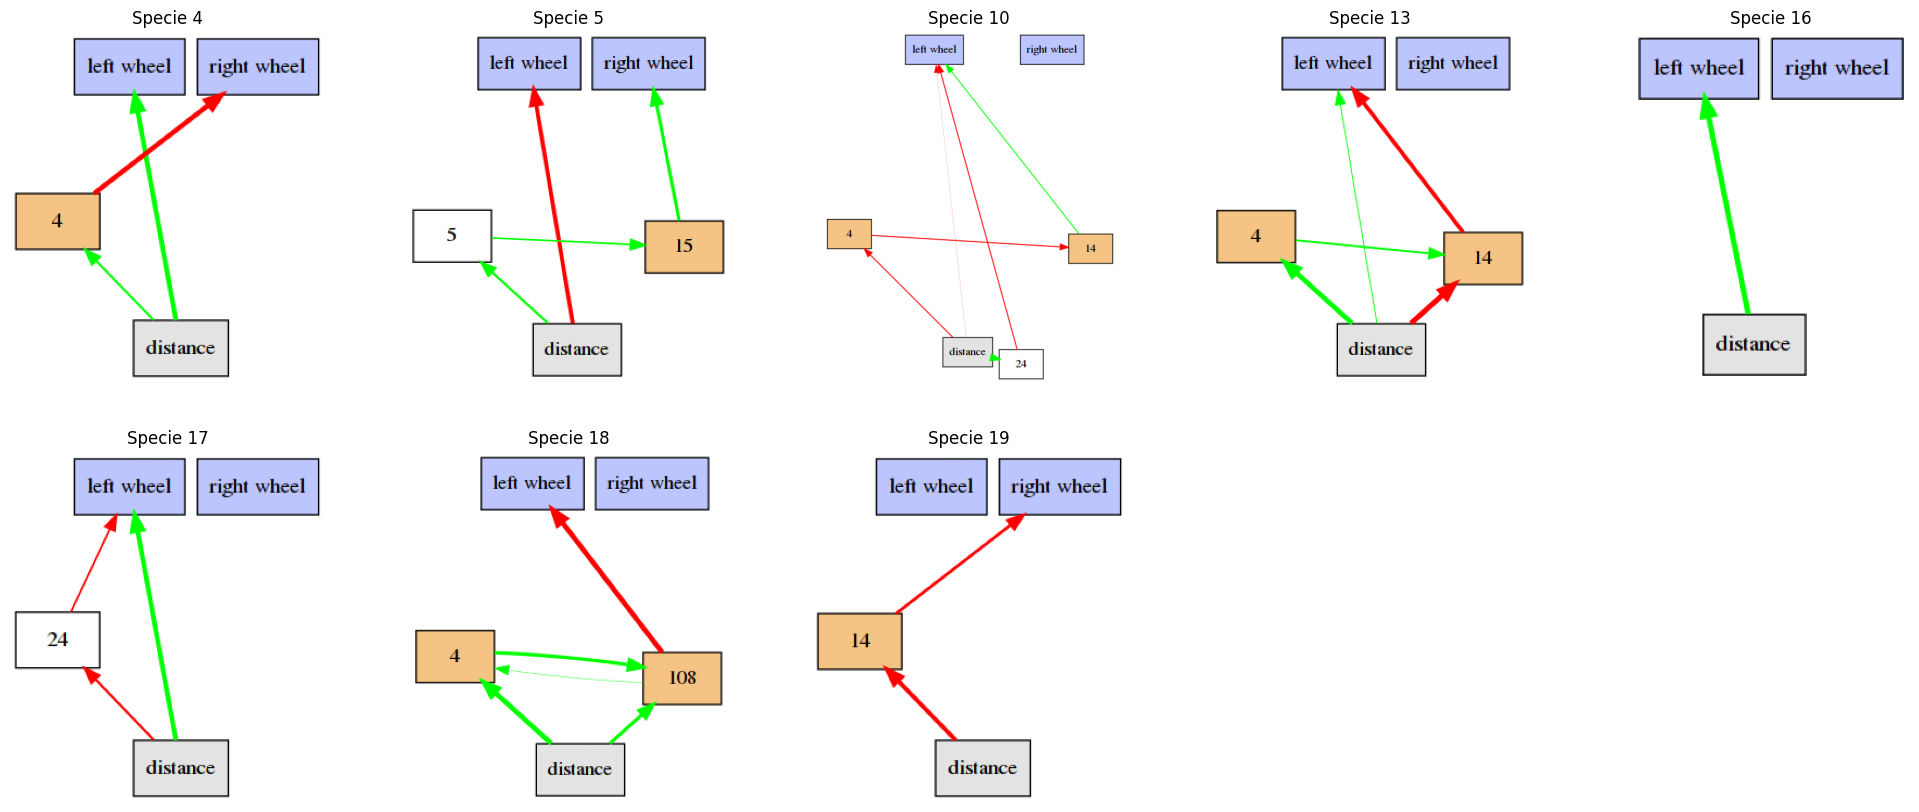 Specie 4
left wheel
right wheel
4
distance
Specie 5
left wheel
right wheel
5
15
distance
Specie 10
left wheel
right wheel
4
14
distance
24
Specie 13
left wheel
right wheel
4
14
distance
Specie 16
left wheel
right wheel
distance
Specie 17
left wheel
right wheel
24
distance
Specie 18
left wheel
right wheel
4
108
distance
Specie 19
left wheel
right wheel
14
distance